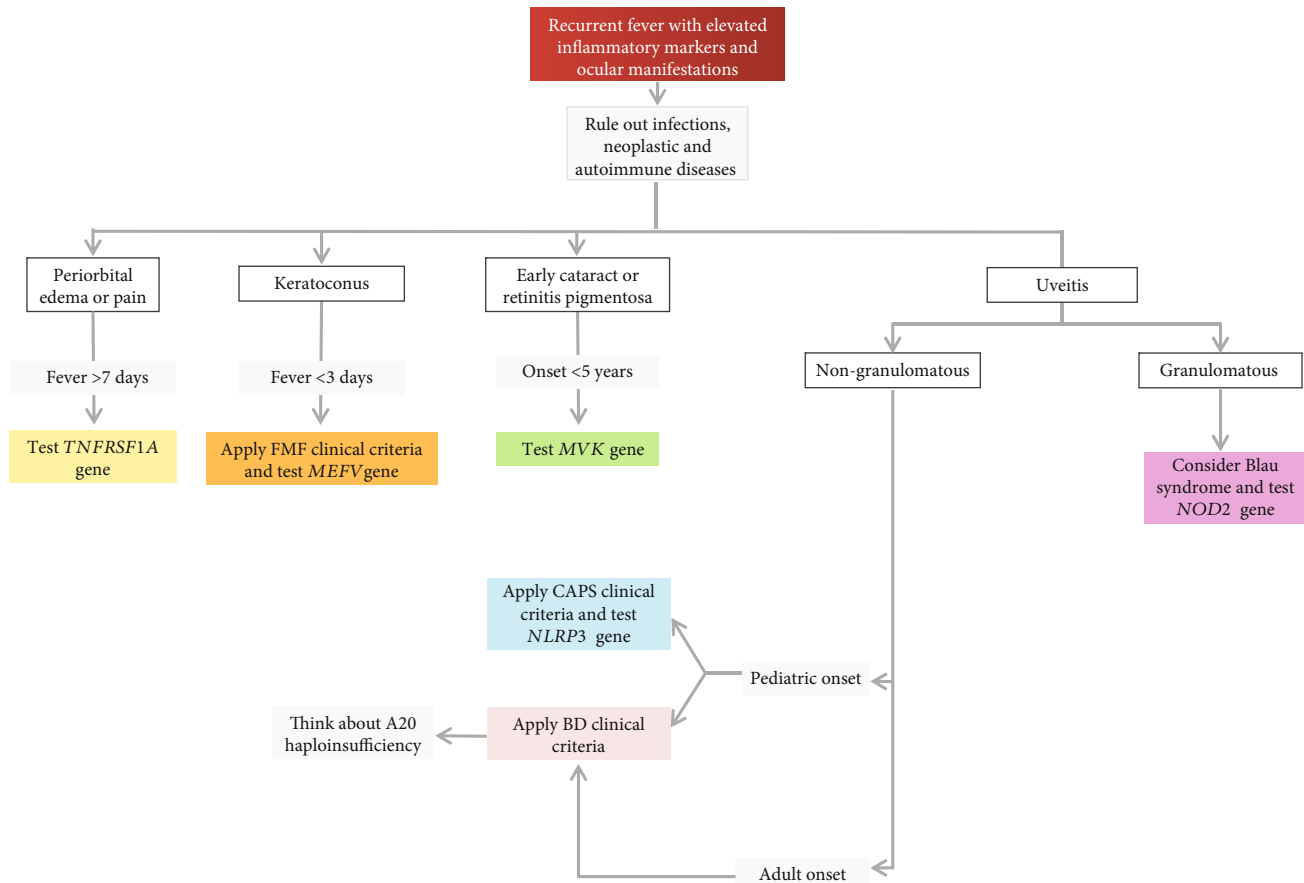 Recurrent fever with elevated
inflammatory markers and
ocular manifestations
Rule out infections,
neoplastic and
autoimmune diseases
Periorbital
edema or pain
Keratoconus
Early cataract or
retinitis pigmentosa
Uveitis
Fever >7 days
Fever <3 days
Onset <5 years
Non-granulomatous
Granulomatous
Test TNFRSF1A
gene
Apply FMF clinical criteria
and test MEFV gene
Test MVK gene
Consider Blau
syndrome and test
NOD2 gene
Apply CAPS clinical
criteria and test
NLRP3 gene
Pediatric onset
Think about A20
haploinsufficiency
Apply BD clinical
criteria
Adult onset